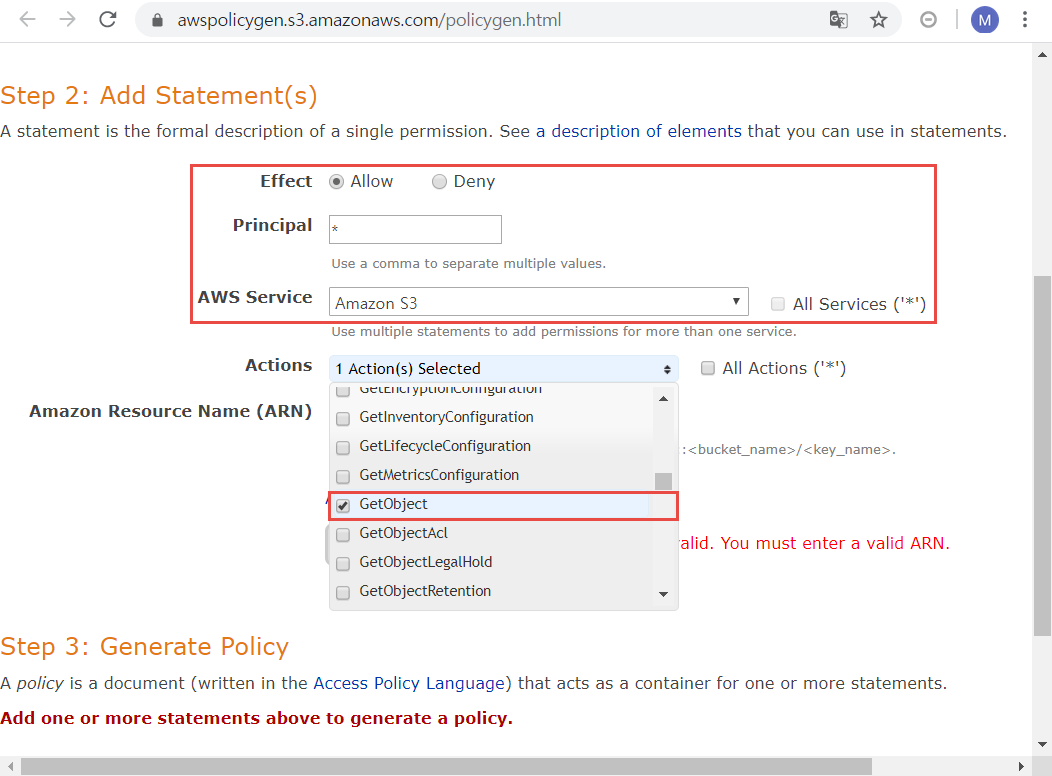 awspolicygen.s3.amazonaws.com/policygen.html
M
Step 2: Add Statement(s)
A statement is the formal description of a single permission. See a description of elements that you can use in statements.
Effect Allow Deny
Principal *
Use a comma to separate multiple values.
AWS Service Amazon S3 All Services ('*')
Use multiple statements to add permissions for more than one service.
Actions 1 Action(s) Selected All Actions ('*')
GetEncryptionConfiguration
Amazon Resource Name (ARN) GetInventoryConfiguration
GetLifecycleConfiguration
:<bucket_name>/<key_name>.
GetMetricsConfiguration
GetObject
GetObjectAcl
alid. You must enter a valid ARN.
GetObjectLegalHold
GetObjectRetention
Step 3: Generate Policy
A policy is a document (written in the Access Policy Language) that acts as a container for one or more statements.
Add one or more statements above to generate a policy.